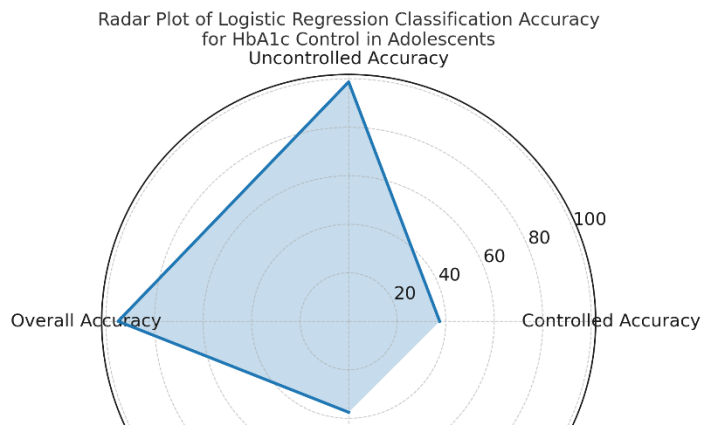 Radar Plot of Logistic Regression Classification Accuracy
for HbA1c Control in Adolescents
Uncontrolled Accuracy
100
80
60
40
20
Overall Accuracy
Controlled Accuracy